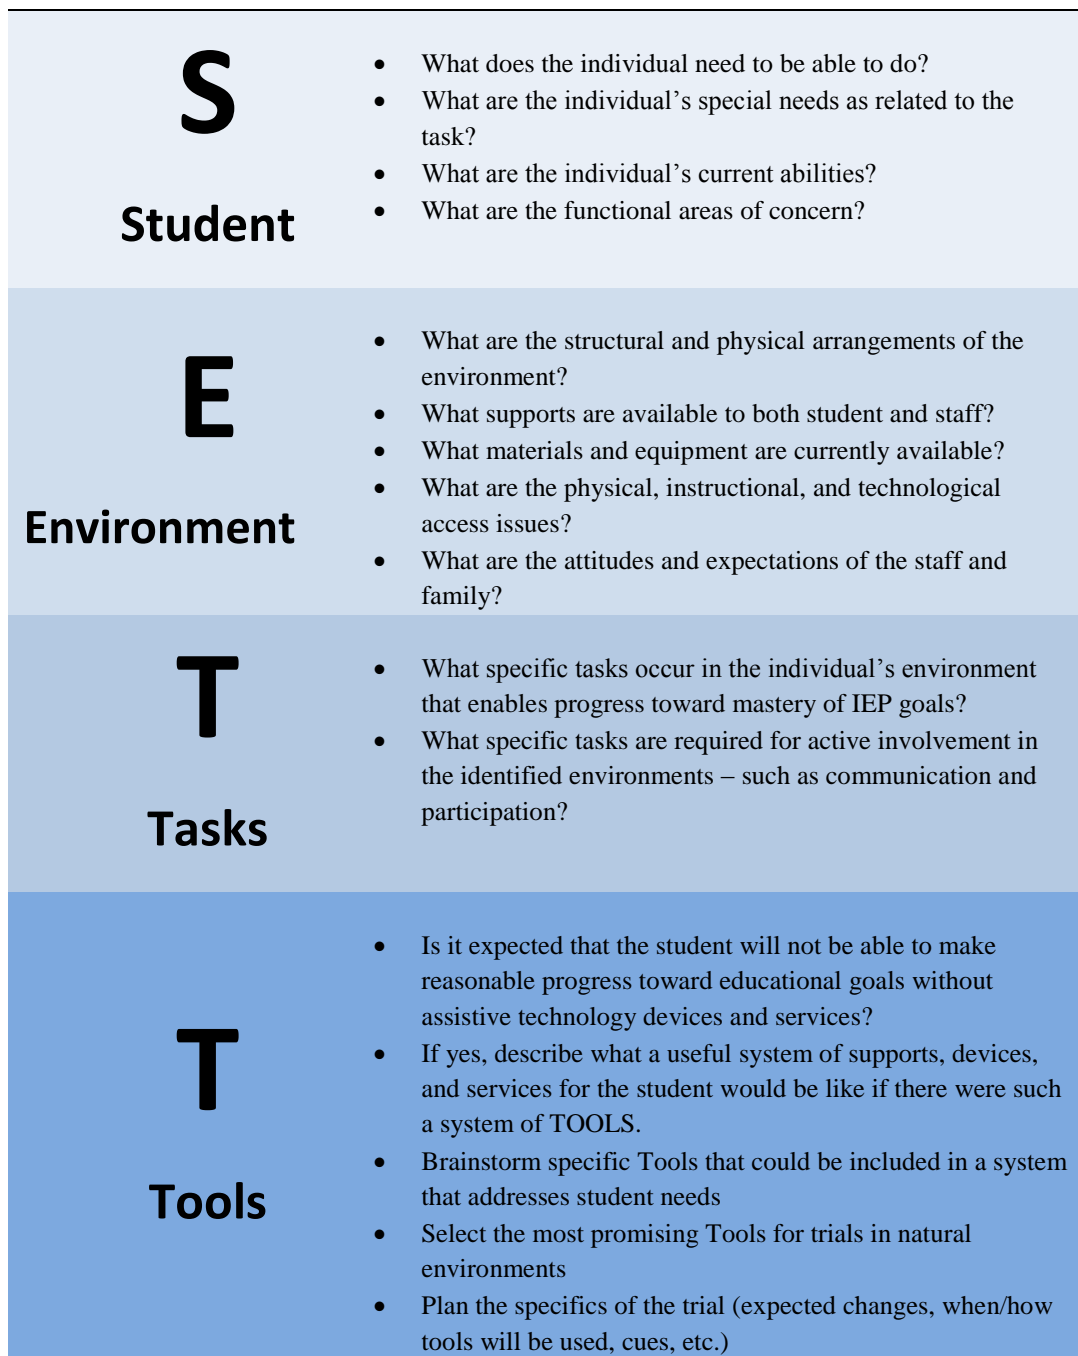 S
Student
• What does the individual need to be able to do?
• What are the individual’s special needs as related to the
task?
• What are the individual’s current abilities?
• What are the functional areas of concern?
E
Environment
• What are the structural and physical arrangements of the
environment?
• What supports are available to both student and staff?
• What materials and equipment are currently available?
• What are the physical, instructional, and technological
access issues?
• What are the attitudes and expectations of the staff and
family?
T
Tasks
• What specific tasks occur in the individual’s environment
that enables progress toward mastery of IEP goals?
• What specific tasks are required for active involvement in
the identified environments – such as communication and
participation?
T
Tools
• Is it expected that the student will not be able to make
reasonable progress toward educational goals without
assistive technology devices and services?
• If yes, describe what a useful system of supports, devices,
and services for the student would be like if there were such
a system of TOOLS.
• Brainstorm specific Tools that could be included in a system
that addresses student needs
• Select the most promising Tools for trials in natural
environments
• Plan the specifics of the trial (expected changes, when/how
tools will be used, cues, etc.)